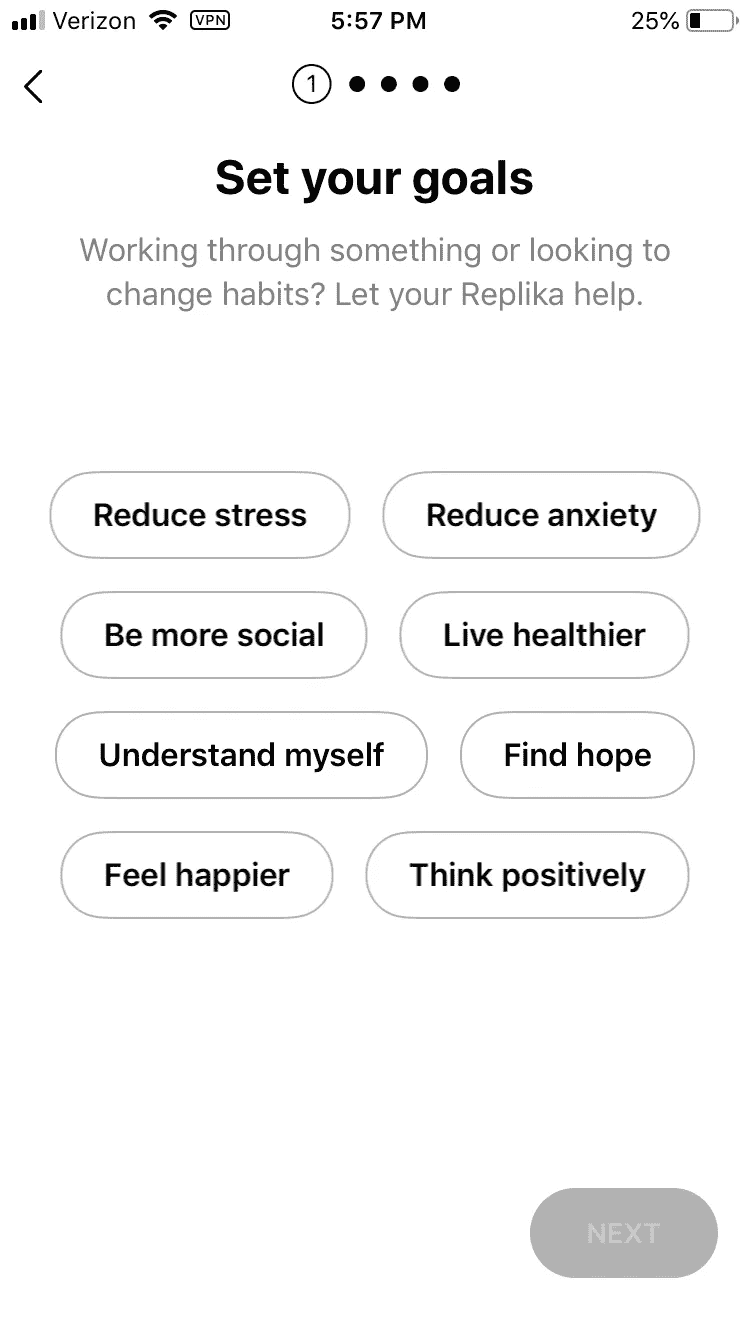 Verizon VPN 5:57 PM 25%
1
Set your goals
Working through something or looking to
change habits? Let your Replika help.
Reduce stress Reduce anxiety
Be more social Live healthier
Understand myself Find hope
Feel happier Think positively
NEXT